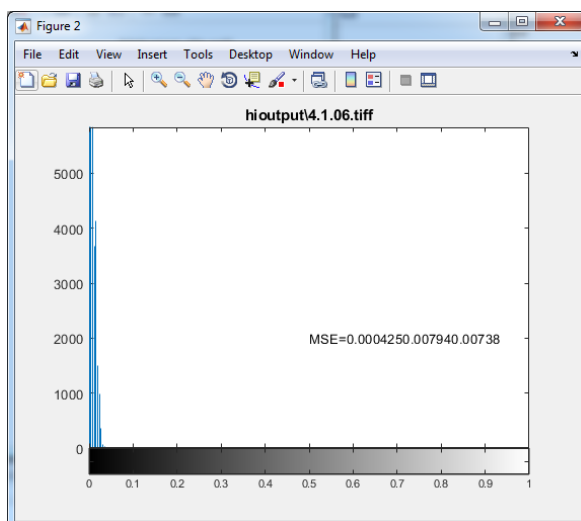 Figure 2
File Edit View Insert Tools Desktop Window Help
hioutput\4.1.06.tiff
5000
4000
3000
2000
1000
0
MSE=0.0004250.007940.00738
0 0.1 0.2 0.3 0.4 0.5 0.6 0.7 0.8 0.9 1